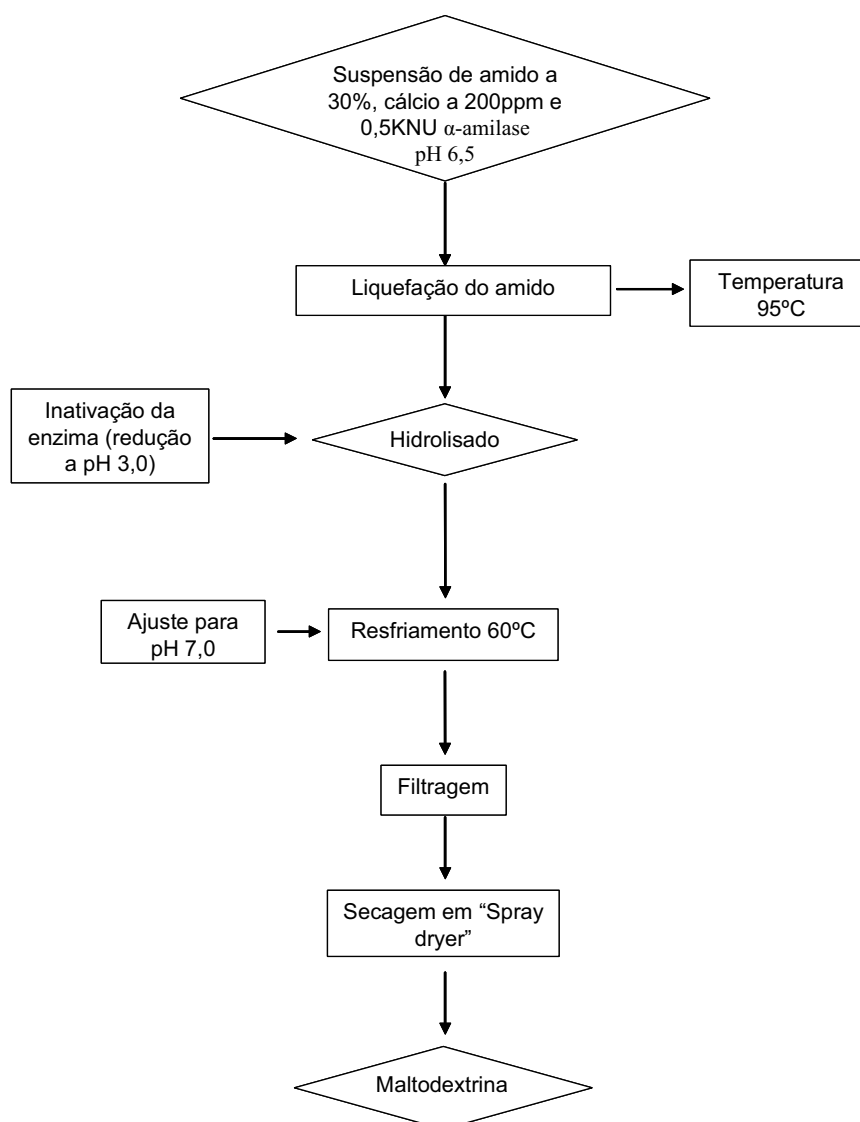 Suspensão de amido a
30%, cálcio a 200ppm e
0,5KNU α-amilase
pH 6,5
Liquefação do amido
Temperatura
95ºC
Inativação da
enzima (redução
a pH 3,0)
Hidrolisado
Ajuste para
pH 7,0
Resfriamento 60ºC
Filtragem
Secagem em “Spray
dryer”
Maltodextrina